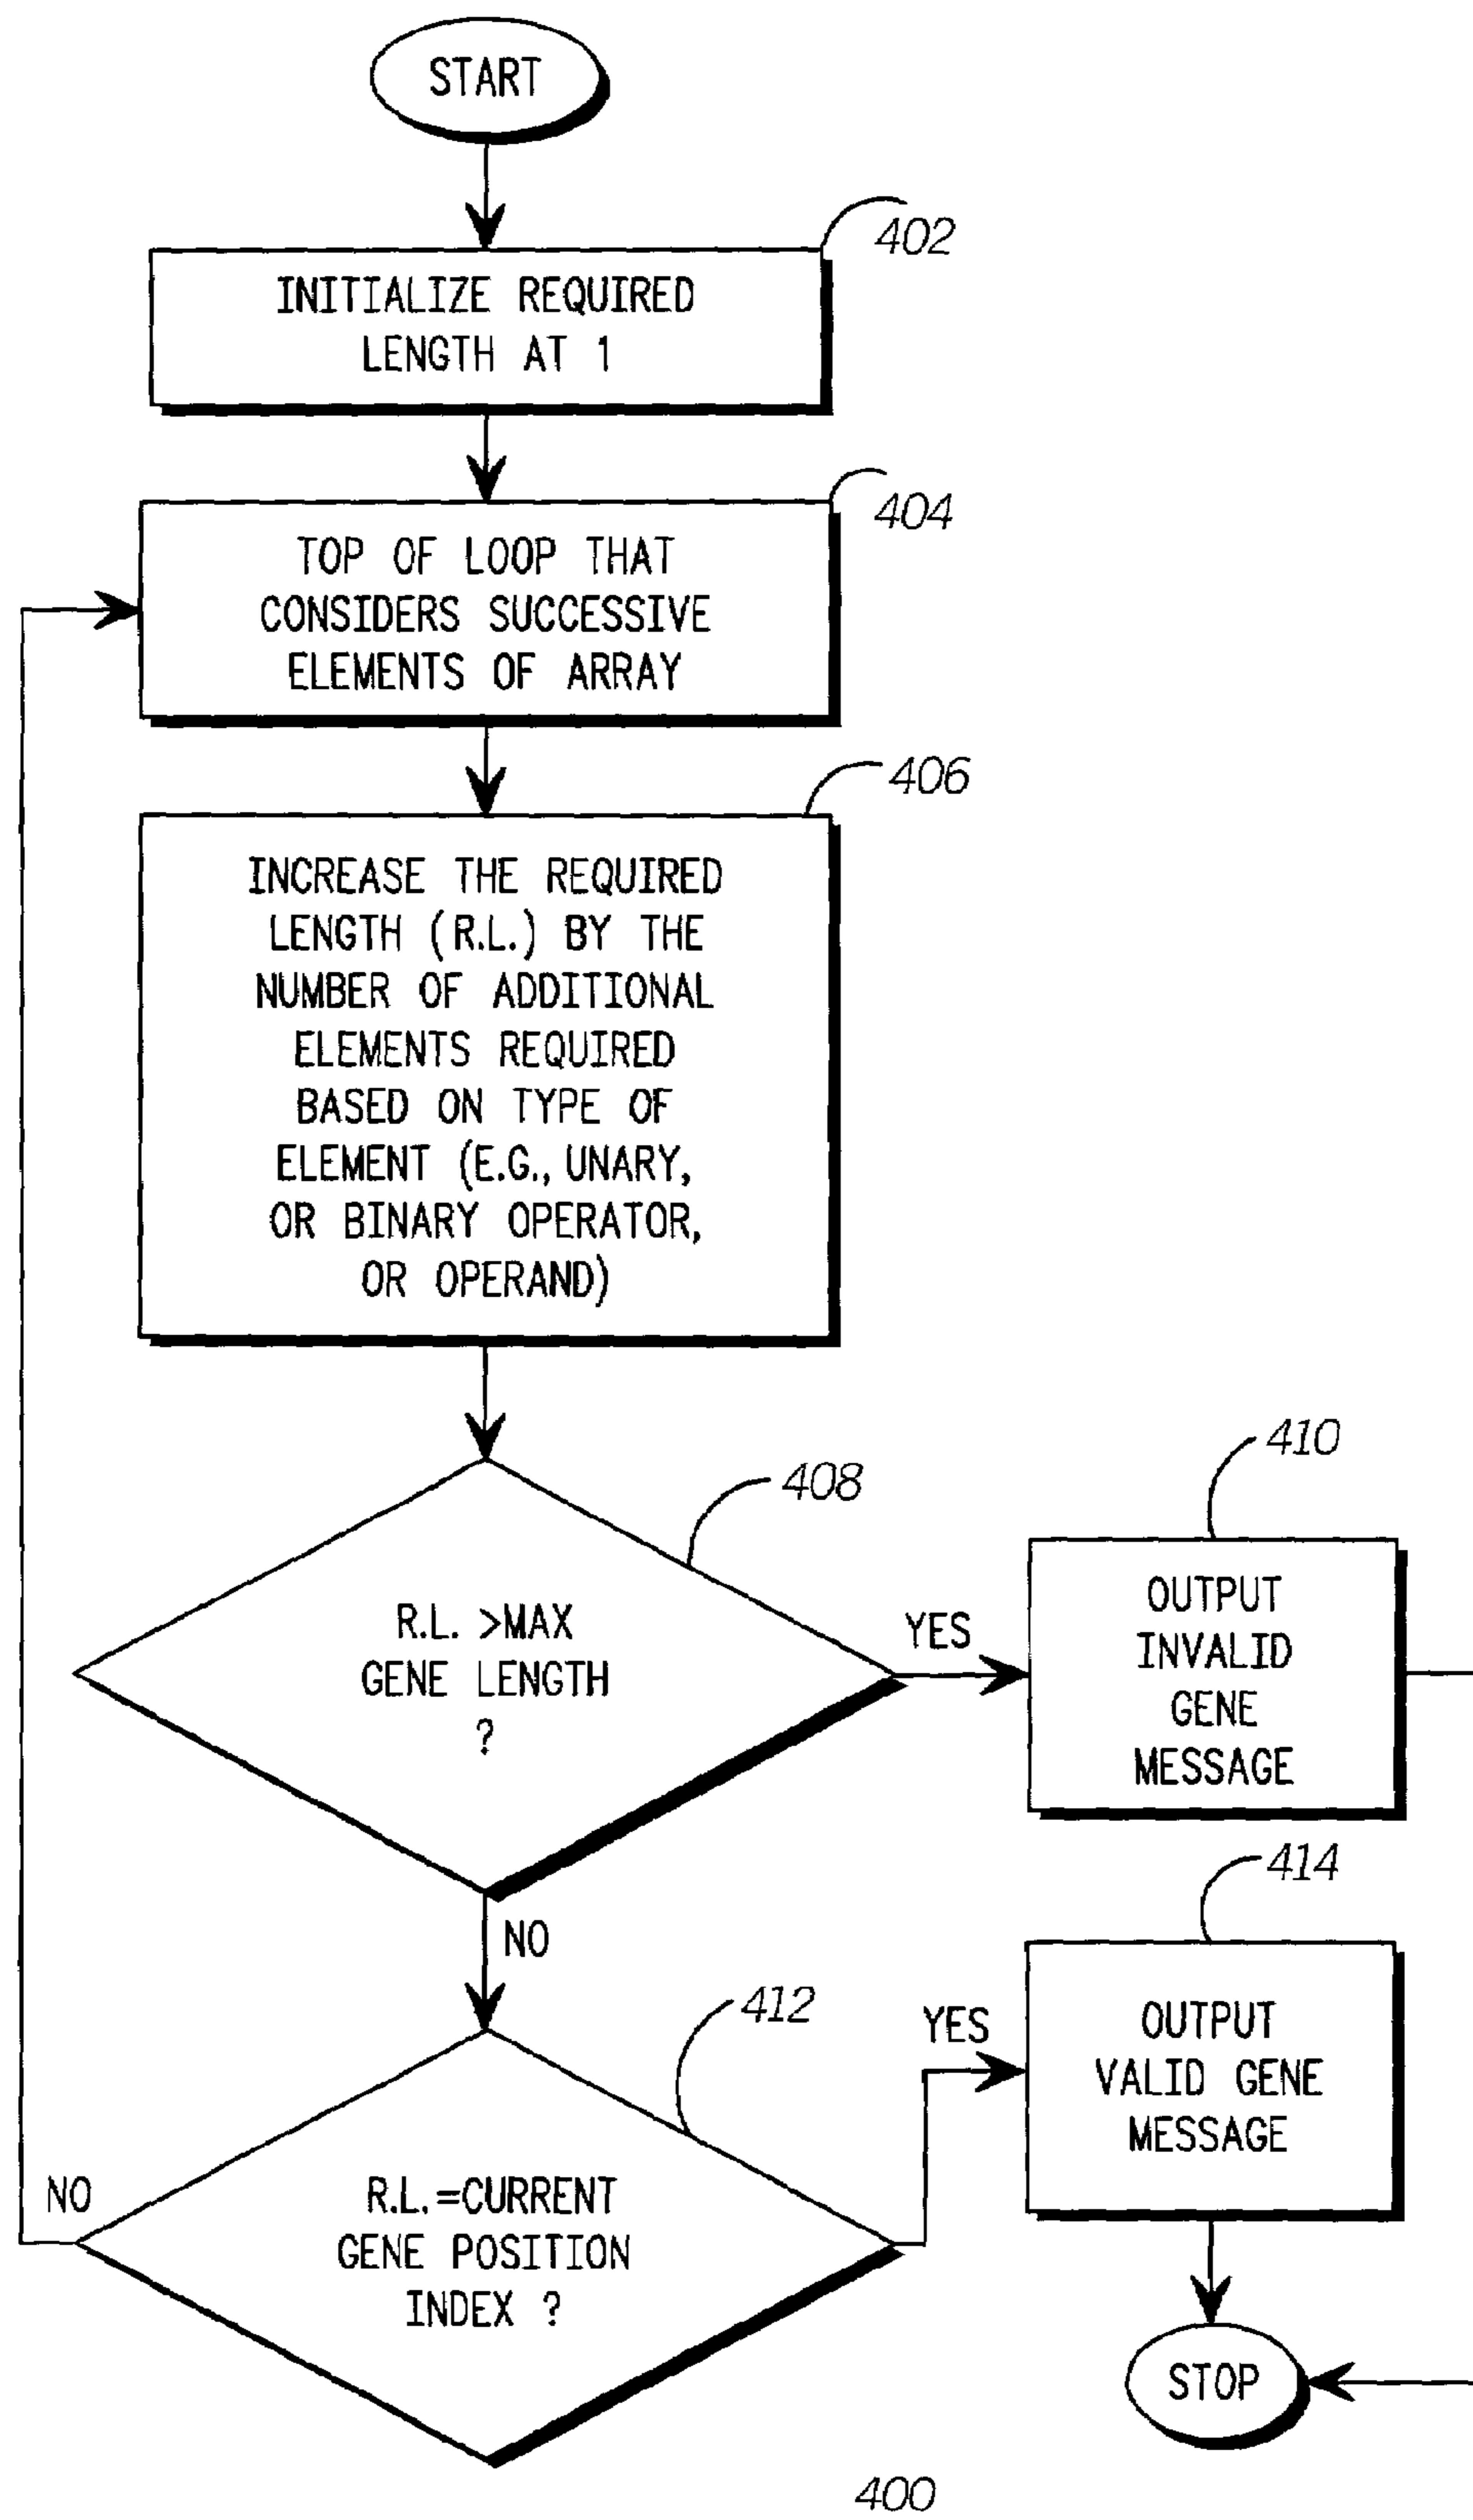 START
402
INITIALIZE REQUIRED
LENGTH AT 1
404
TOP OF LOOP THAT
CONSIDERS SUCCESSIVE
ELEMENTS OF ARRAY
406
INCREASE THE REQUIRED
LENGTH (R.L.) BY THE
NUMBER OF ADDITIONAL
ELEMENTS REQUIRED
BASED ON TYPE OF
ELEMENT (E.G., UNARY,
OR BINARY OPERATOR,
OR OPERAND)
408
R.L. >MAX
GENE LENGTH
?
YES
410
OUTPUT
INVALID
GENE
MESSAGE
NO
412
R.L.=CURRENT
GENE POSITION
INDEX ?
NO
YES
414
OUTPUT
VALID GENE
MESSAGE
STOP
400